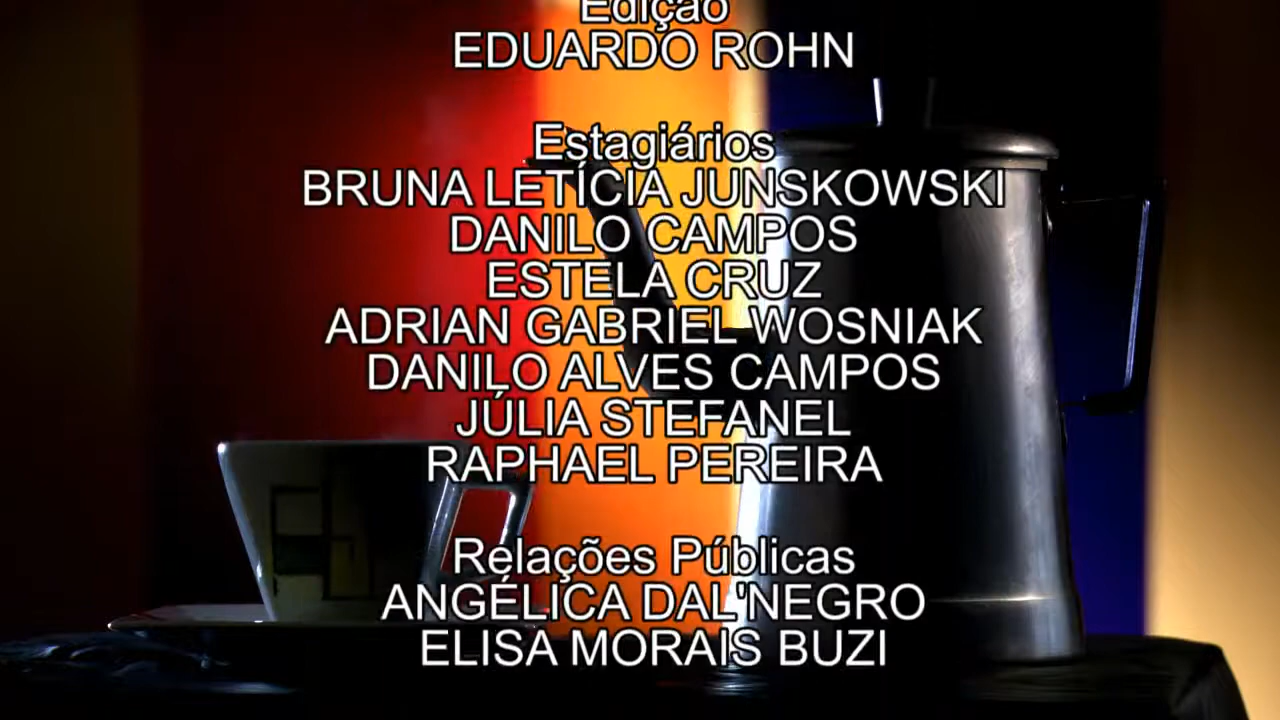 Edição
EDUARDO ROHN
Estagiários
BRUNA LETÍCIA JUNSKOWSKI
DANILO CAMPOS
ESTELA CRUZ
ADRIAN GABRIEL WOSNIAK
DANILO ALVES CAMPOS
JÚLIA STEFANEL
RAPHAEL PEREIRA
Relações Públicas
ANGÉLICA DAL'NEGRO
ELISA MORAIS BUZI